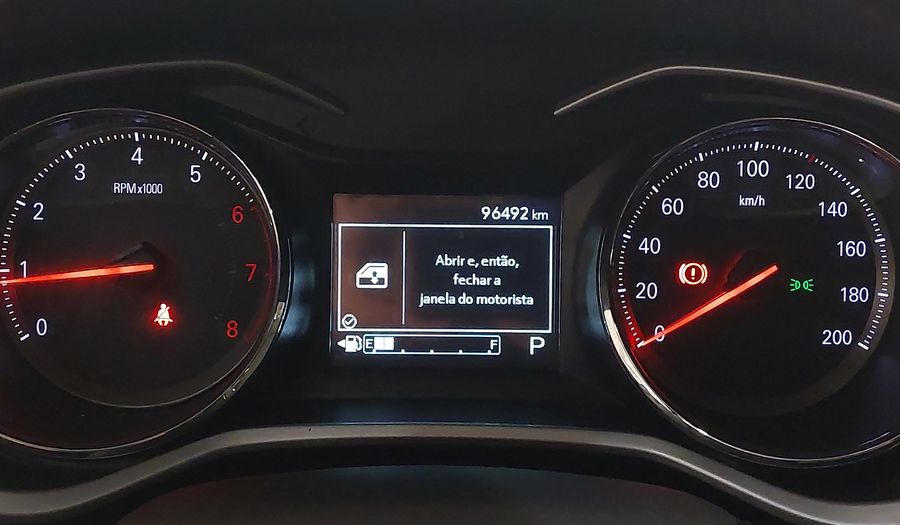 0
1
2
3
4
5
6
7
8
RPM x1000
96492 km
Abrir e, então,
fechar a
janela do motorista
E
F
P
0
20
40
60
80
100
120
140
160
180
200
km/h